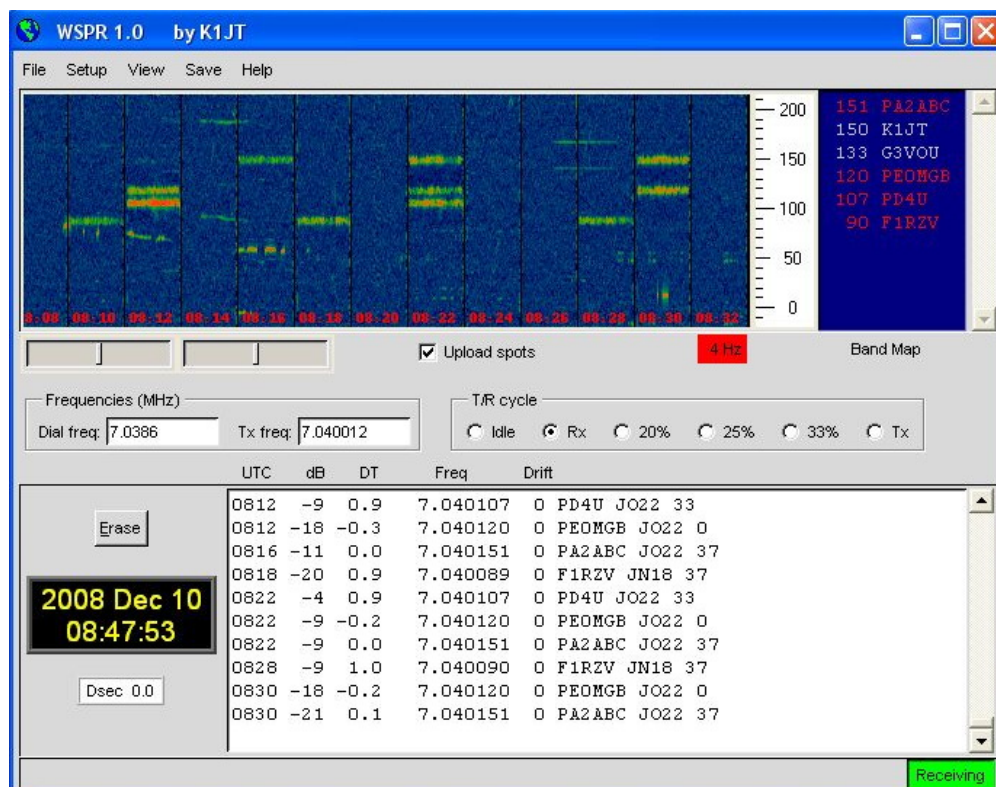 WSPR 1.0 by K1JT
File Setup View Save Help
200
150
100
50
0
151 PA2ABC
150 K1JT
133 G3VOU
120 PE0MGB
107 PD4U
90 F1RZV
8:08 08:10 08:12 08:14 08:16 08:18 08:20 08:22 08:24 08:26 08:28 08:30 08:32
Upload spots 4 Hz Band Map
Frequencies (MHz) T/R cycle
Dial freq: 7.0386 Tx freq: 7.040012 Idle Rx 20% 25% 33% Tx
UTC dB DT Freq Drift
Erase
2008 Dec 10
08:47:53
Dsec 0.0
0812 -9 0.9 7.040107 0 PD4U JO22 33
0812 -18 -0.3 7.040120 0 PE0MGB JO22 0
0816 -11 0.0 7.040151 0 PA2ABC JO22 37
0818 -20 0.9 7.040089 0 F1RZV JN18 37
0822 -4 0.9 7.040107 0 PD4U JO22 33
0822 -9 -0.2 7.040120 0 PE0MGB JO22 0
0822 -9 0.0 7.040151 0 PA2ABC JO22 37
0828 -9 1.0 7.040090 0 F1RZV JN18 37
0830 -18 -0.2 7.040120 0 PE0MGB JO22 0
0830 -21 0.1 7.040151 0 PA2ABC JO22 37
Receiving